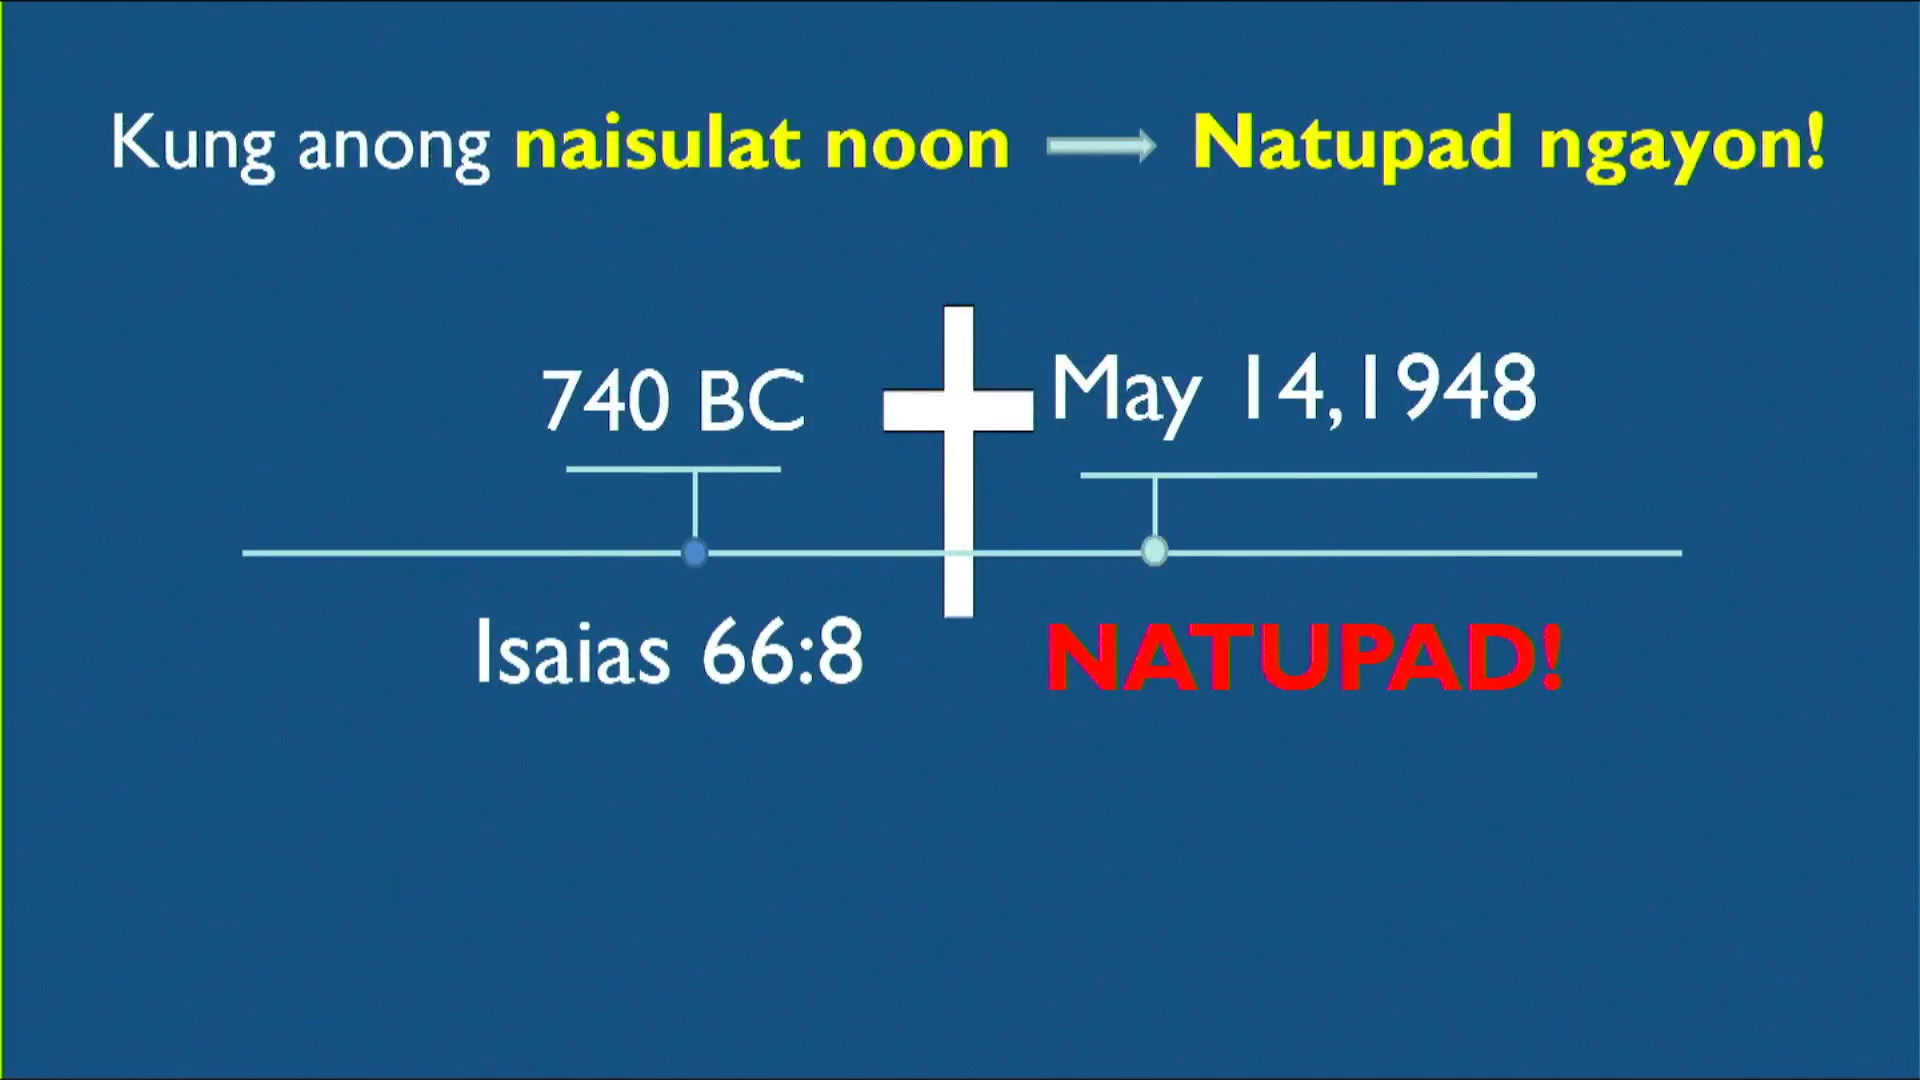 Kung anong naisulat noon Natupad ngayon!
740 BC
May 14,1948
Isaias 66:8
NATUPAD!